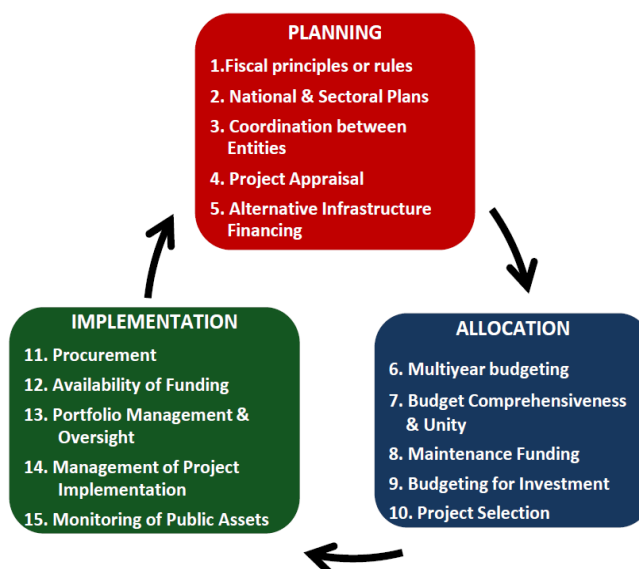 PLANNING
1.Fiscal principles or rules
2. National & Sectoral Plans
3. Coordination between
Entities
4. Project Appraisal
5. Alternative Infrastructure
Financing
IMPLEMENTATION
11. Procurement
12. Availability of Funding
13. Portfolio Management &
Oversight
14. Management of Project
Implementation
15. Monitoring of Public Assets
ALLOCATION
6. Multiyear budgeting
7. Budget Comprehensiveness
& Unity
8. Maintenance Funding
9. Budgeting for Investment
10. Project Selection